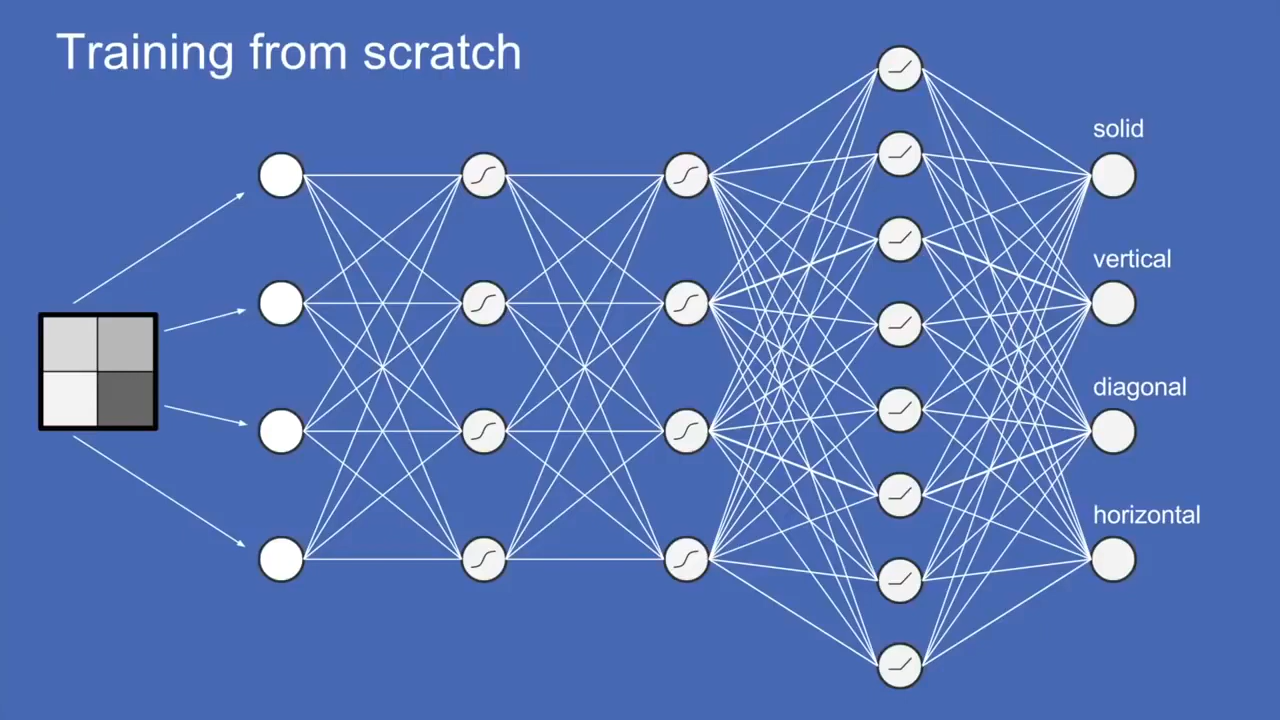 Training from scratch
solid
vertical
diagonal
horizontal